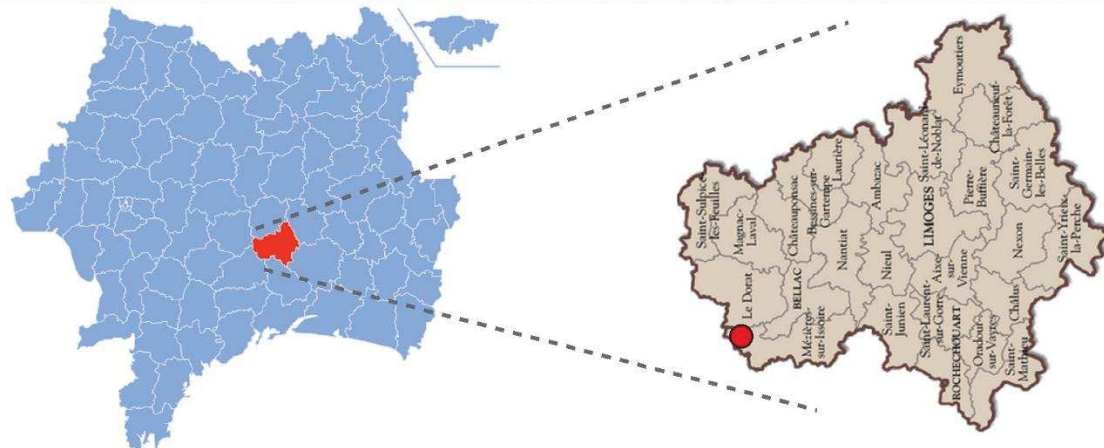 Saint-Sulpice
-les-Feuilles
Magnac-
Laval
Le Dorat
Châteauponsac
BELLAC
Bessines-sur-
Gartempe
Mézières-
sur-Issoire
Laurière
Nantiat
Ambazac
Nieul
Saint-
Junien
Saint-Léonard
-de-Noblat
LIMOGES
Aixe-
sur-
Vienne
Saint-Laurent
-sur-Gorre
ROCHECHOUART
Eymoutiers
Pierre-
Buffière
Oradour-
sur-Vayres
Châteauneuf-
la-Forêt
Nexon
Châlus
Saint-
Germain-
les-Belles
Saint-
Mathieu
Saint-Yrieix-
la-Perche